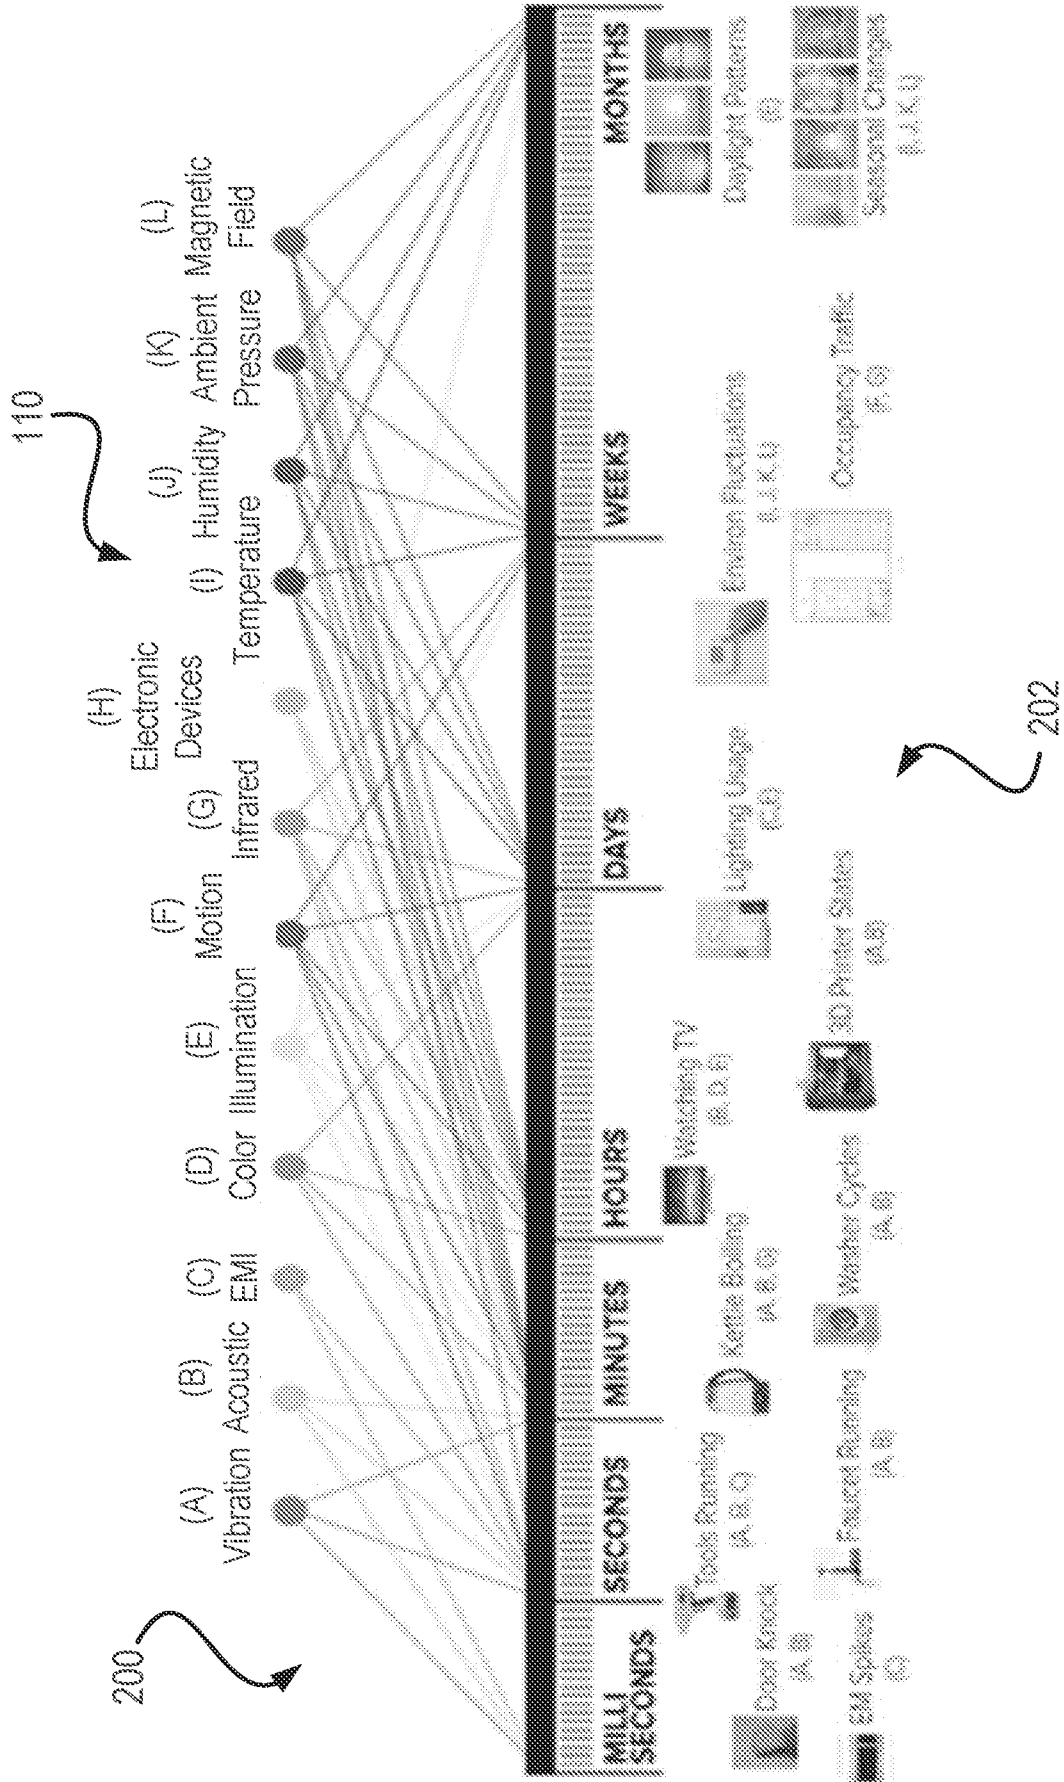 110
200
(A)
Vibration
(B)
Acoustic
(C)
EMI
(D)
Color
(E)
Illumination
(F)
Motion
(G)
Infrared
(H)
Electronic
Devices
(I)
Temperature
(J)
Humidity
(K)
Ambient
Pressure
(L)
Magnetic
Field
MILLI
SECONDS
SECONDS
MINUTES
HOURS
DAYS
WEEKS
MONTHS
Door Knock
(A, B)
Tools Running
(A, B, C)
Kettle Boiling
(A, B, C)
Watching TV
(B, D, E)
Lighting Usage
Environ Fluctuations
(I, J, K, L)
Daylight Patterns
(E)
EM Spikes
(C)
Faucet Running
(A, B)
Washer Cycles
(A, B)
3D Printer States
(A, B)
Occupancy Traffic
(F, G)
Seasonal Changes
(I, J, K, L)
202